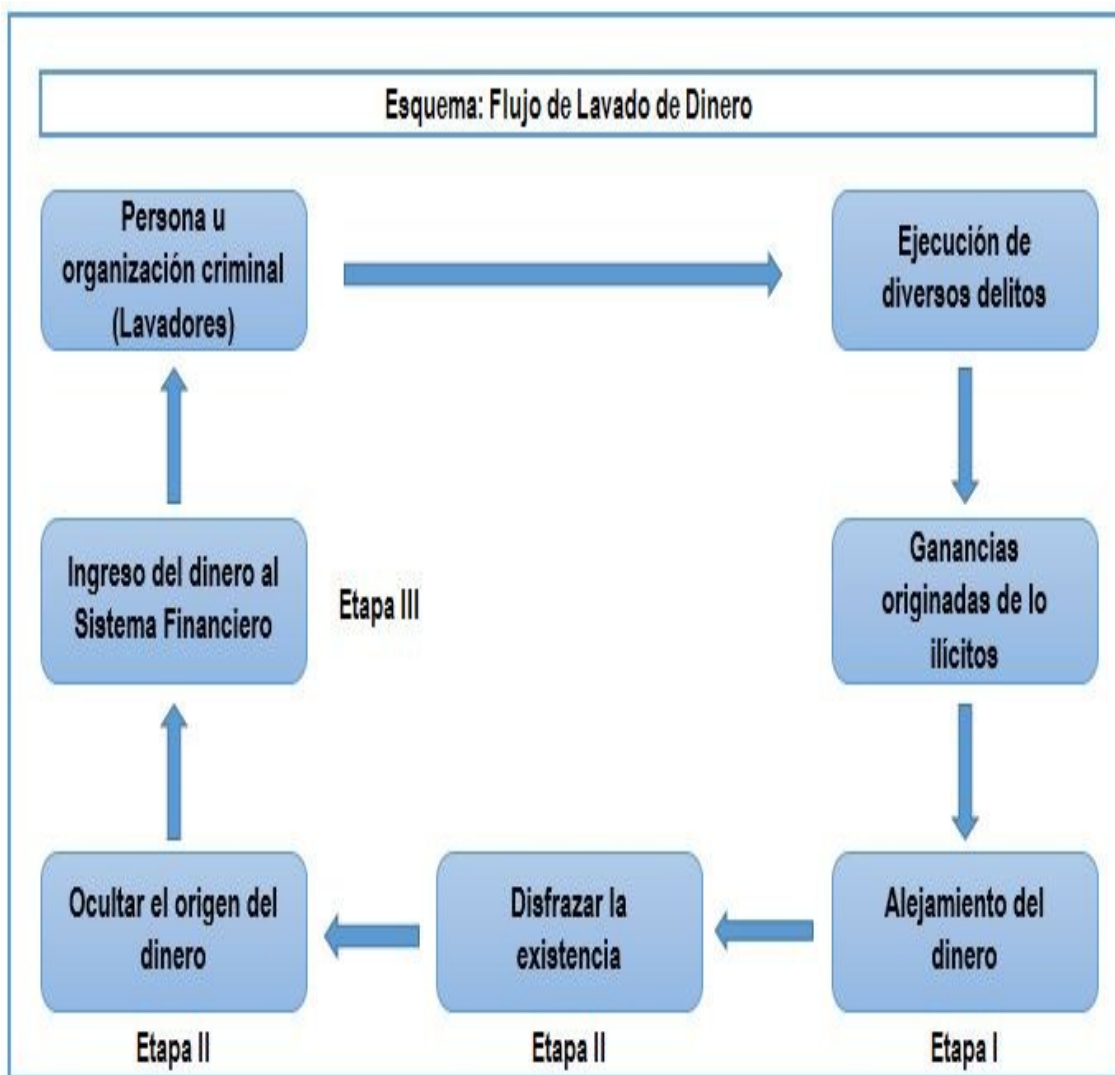 Esquema: Flujo de Lavado de Dinero
Persona u
organización criminal
(Lavadores)
Ejecución de
diversos delitos
Ingreso del dinero al
Sistema Financiero
Etapa III
Ganancias
originadas de lo
ilícitos
Ocultar el origen del
dinero
Disfrazar la
existencia
Alejamiento del
dinero
Etapa II
Etapa II
Etapa I